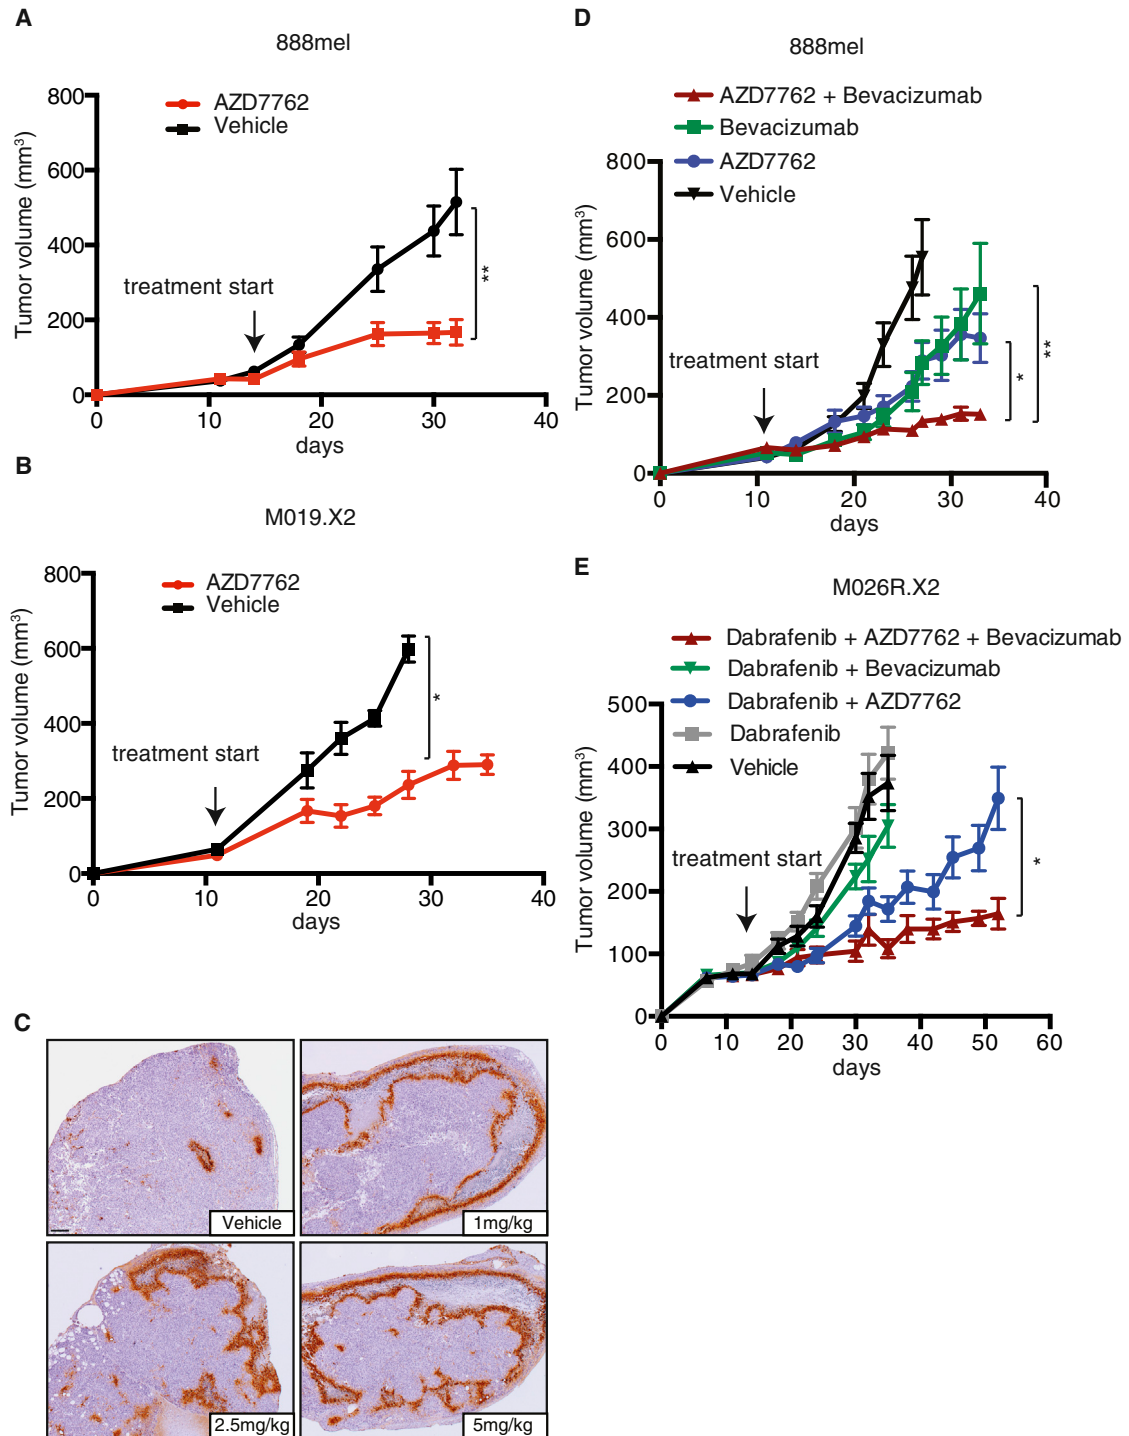 A
888mel
AZD7762
Vehicle
Tumor volume (mm³)
800
600
400
200
0
treatment start
**
0 10 20 30 40
days
B
M019.X2
AZD7762
Vehicle
Tumor volume (mm³)
800
600
400
200
0
treatment start
*
0 10 20 30 40
days
C
Vehicle
1mg/kg
2.5mg/kg
5mg/kg
D
888mel
AZD7762 + Bevacizumab
Bevacizumab
AZD7762
Vehicle
Tumor volume (mm³)
800
600
400
200
0
treatment start
*
**
0 10 20 30 40
days
E
M026R.X2
Dabrafenib + AZD7762 + Bevacizumab
Dabrafenib + Bevacizumab
Dabrafenib + AZD7762
Dabrafenib
Vehicle
Tumor volume (mm³)
500
400
300
200
100
0
treatment start
*
0 10 20 30 40 50 60
days